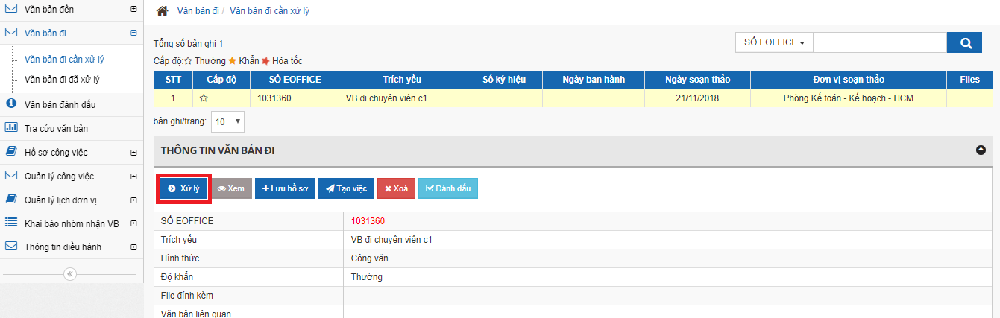 Văn bản đến
Văn bản đi
Văn bản đi cần xử lý
Văn bản đi đã xử lý
Văn bản đánh dấu
Tra cứu văn bản
Hồ sơ công việc
Quản lý công việc
Quản lý lịch đơn vị
Khai báo nhóm nhận VB
Thông tin điều hành
Văn bản đi / Văn bản đi cần xử lý
Tổng số bản ghi 1
SỐ EOFFICE
Cấp độ: Thường Khẩn Hỏa tốc
STT Cấp độ SỐ EOFFICE Trích yếu Số ký hiệu Ngày ban hành Ngày soạn thảo Đơn vị soạn thảo Files
1 1031360 VB đi chuyên viên c1 21/11/2018 Phòng Kế toán - Kế hoạch - HCM
bản ghi/trang: 10
THÔNG TIN VĂN BẢN ĐI
Xử lý Xem Lưu hồ sơ Tạo việc Xoá Đánh dấu
SỐ EOFFICE 1031360
Trích yếu VB đi chuyên viên c1
Hình thức Công văn
Độ khẩn Thường
File đính kèm
Văn bản liên quan